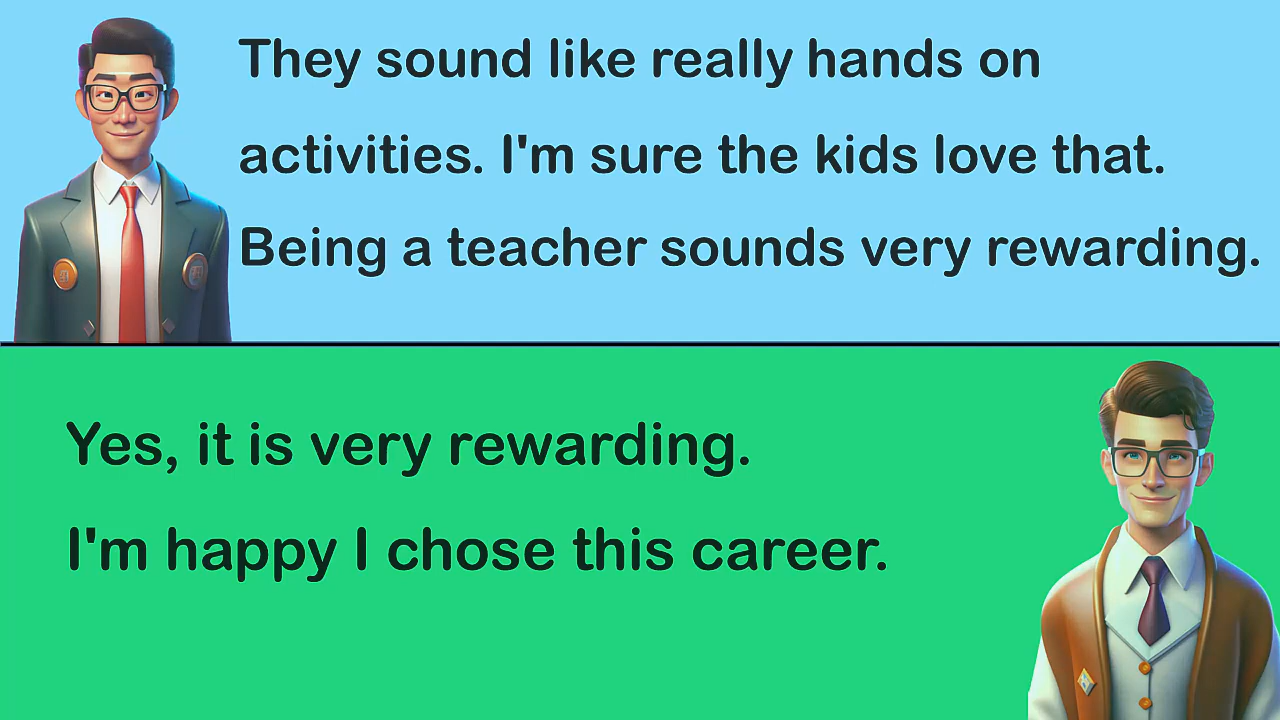 They sound like really hands on
activities. I'm sure the kids love that.
Being a teacher sounds very rewarding.
Yes, it is very rewarding.
I'm happy I chose this career.